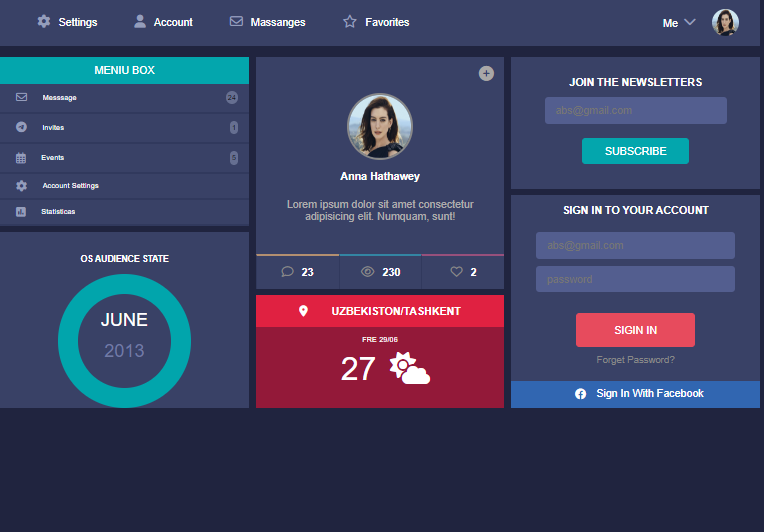 Settings
Account
Massanges
Favorites
Me
MENIU BOX
Messsage
24
Invites
1
Events
5
Account Settings
Statisticas
OS AUDIENCE STATE
JUNE
2013
Anna Hathawey
Lorem ipsum dolor sit amet consectetur
adipisicing elit. Numquam, sunt!
23
230
2
UZBEKISTON/TASHKENT
FRE 29/06
27
JOIN THE NEWSLETTERS
abs@gmail.com
SUBSCRIBE
SIGN IN TO YOUR ACCOUNT
abs@gmail.com
password
SIGIN IN
Forget Password?
Sign In With Facebook